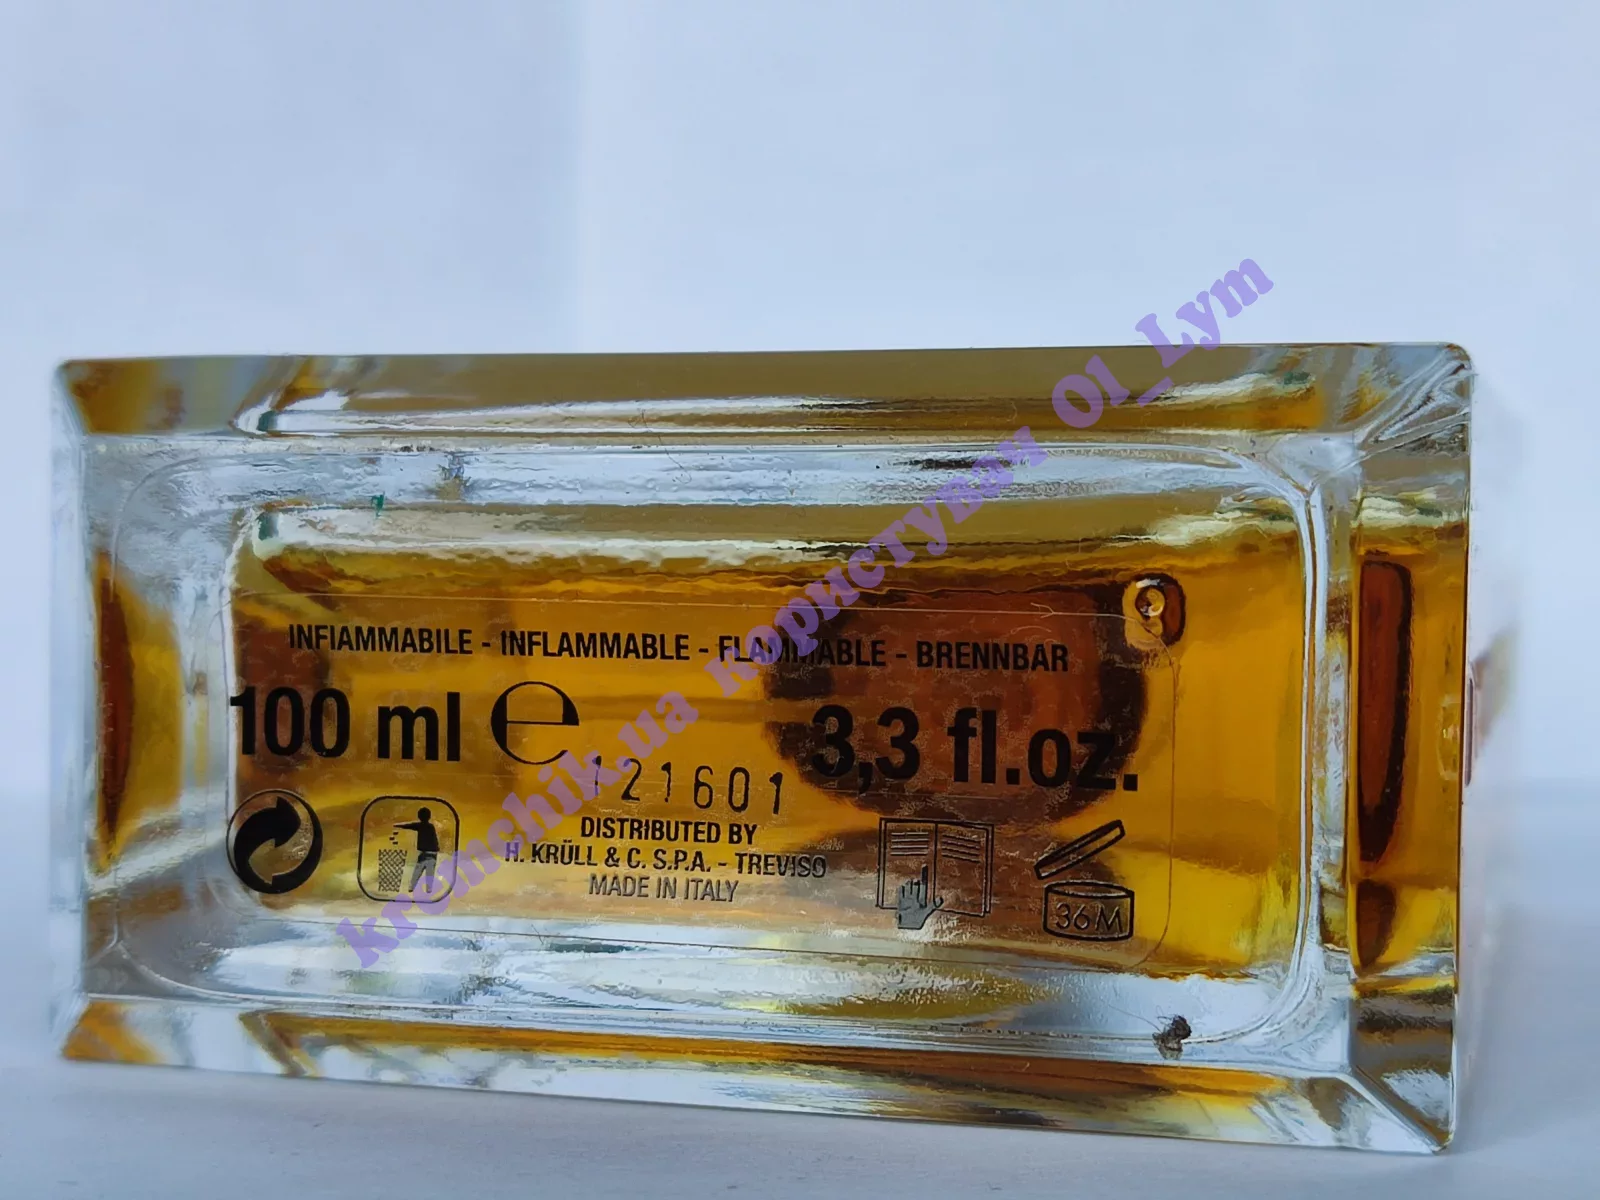 INFIAMMABILE - INFLAMMABLE - FLAMMABLE - BRENNBAR
100 ml ℮ 3,3 fl.oz.
121601
DISTRIBUTED BY
H. KRÜLL & C. S.P.A. - TREVISO
MADE IN ITALY
36M
kremchik.ua Користувач Ol_Lym